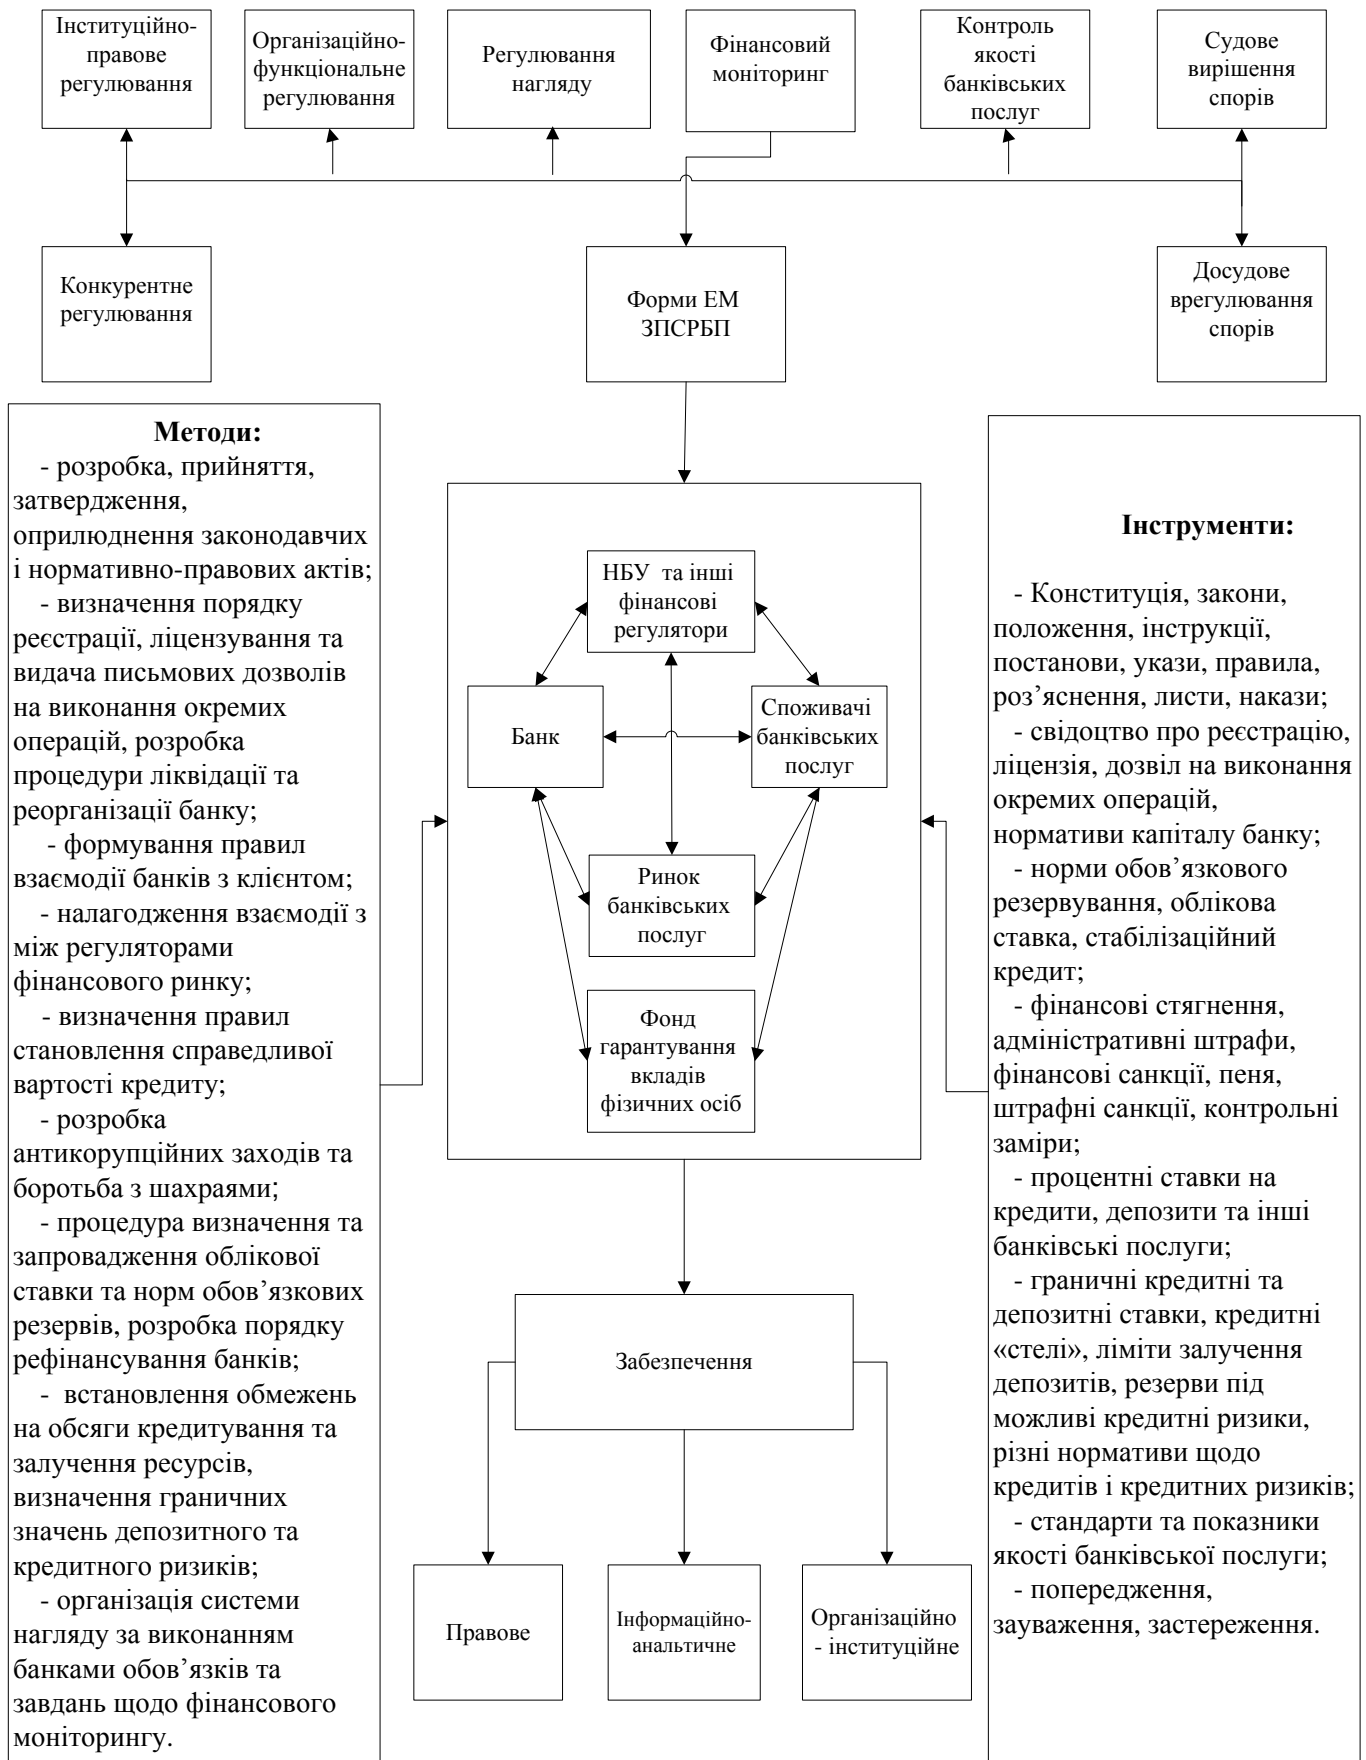 Інституційно-
правове
регулювання
Організаційно-
функціональне
регулювання
Регулювання
нагляду
Фінансовий
моніторинг
Контроль
якості
банківських
послуг
Судове
вирішення
спорів
Конкурентне
регулювання
Форми ЕМ
ЗПСРБП
Досудове
врегулювання
спорів
Методи:
- розробка, прийняття,
затвердження,
оприлюднення законодавчих
і нормативно-правових актів;
- визначення порядку
реєстрації, ліцензування та
видача письмових дозволів
на виконання окремих
операцій, розробка
процедури ліквідації та
реорганізації банку;
- формування правил
взаємодії банків з клієнтом;
- налагодження взаємодії з
між регуляторами
фінансового ринку;
- визначення правил
становлення справедливої
вартості кредиту;
- розробка
антикорупційних заходів та
боротьба з шахраями;
- процедура визначення та
запровадження облікової
ставки та норм обов’язкових
резервів, розробка порядку
рефінансування банків;
- встановлення обмежень
на обсяги кредитування та
залучення ресурсів,
визначення граничних
значень депозитного та
кредитного ризиків;
- організація системи
нагляду за виконанням
банками обов’язків та
завдань щодо фінансового
моніторингу.
НБУ та інші
фінансові
регулятори
Банк
Споживачі
банківських
послуг
Ринок
банківських
послуг
Фонд
гарантування
вкладів
фізичних осіб
Забезпечення
Правове
Інформаційно-
анальтичне
Організаційно
- інституційне
Інструменти:
- Конституція, закони,
положення, інструкції,
постанови, укази, правила,
роз’яснення, листи, накази;
- свідоцтво про реєстрацію,
ліцензія, дозвіл на виконання
окремих операцій,
нормативи капіталу банку;
- норми обов’язкового
резервування, облікова
ставка, стабілізаційний
кредит;
- фінансові стягнення,
адміністративні штрафи,
фінансові санкції, пеня,
штрафні санкції, контрольні
заміри;
- процентні ставки на
кредити, депозити та інші
банківські послуги;
- граничні кредитні та
депозитні ставки, кредитні
«стелі», ліміти залучення
депозитів, резерви під
можливі кредитні ризики,
різні нормативи щодо
кредитів і кредитних ризиків;
- стандарти та показники
якості банківської послуги;
- попередження,
зауваження, застереження.